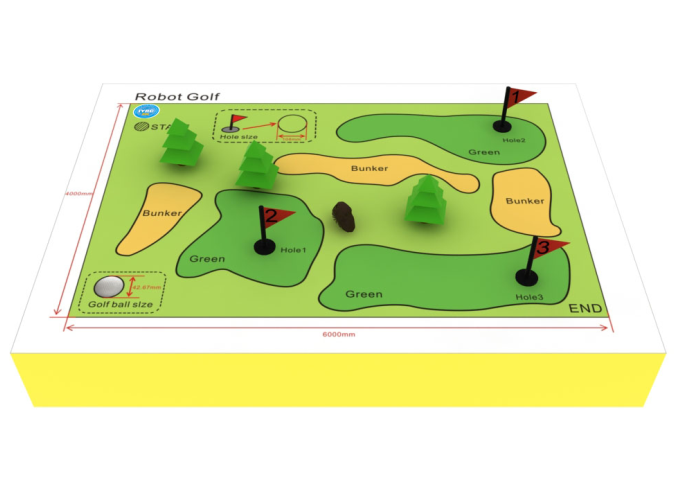 Robot Golf
1
STA
Hole size
Hole2
Green
Bunker
Bunker
Bunker
2
Hole1
Green
3
Hole3
Green
END
4000mm
42.67mm
Golf ball size
6000mm